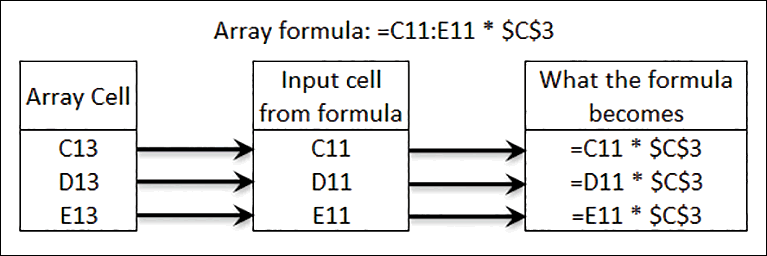 Array formula: =C11:E11 * $C$3
Array Cell
Input cell
from formula
What the formula
becomes
C13 C11 =C11 * $C$3
D13 D11 =D11 * $C$3
E13 E11 =E11 * $C$3